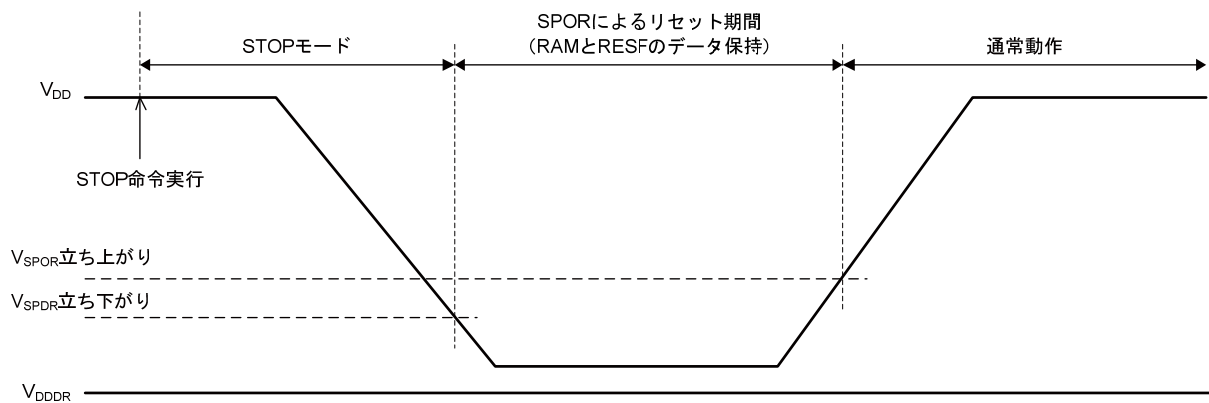 SPORによるリセット期間
STOPモード
（RAMとRESFのデータ保持）
通常動作
VDD
STOP命令実行
VSPOR立ち上がり
VSPDR立ち下がり
VDDDR